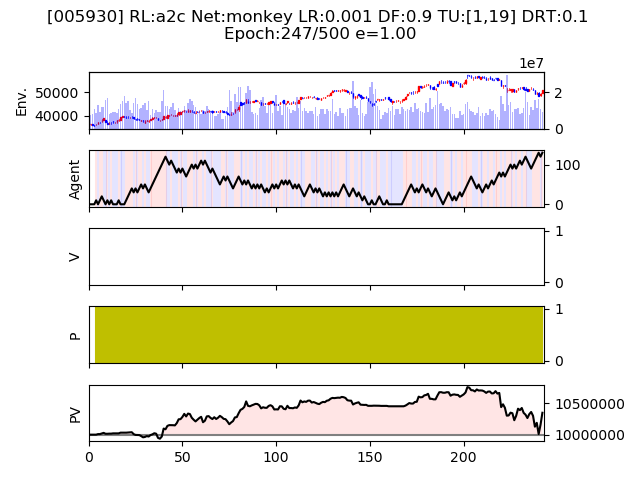 [005930] RL:a2c Net:monkey LR:0.001 DF:0.9 TU:[1,19] DRT:0.1
Epoch:247/500 e=1.00
1e7
Env.
50000
40000
2
0
Agent
100
0
V
1
0
P
1
0
PV
10500000
10000000
0 50 100 150 200